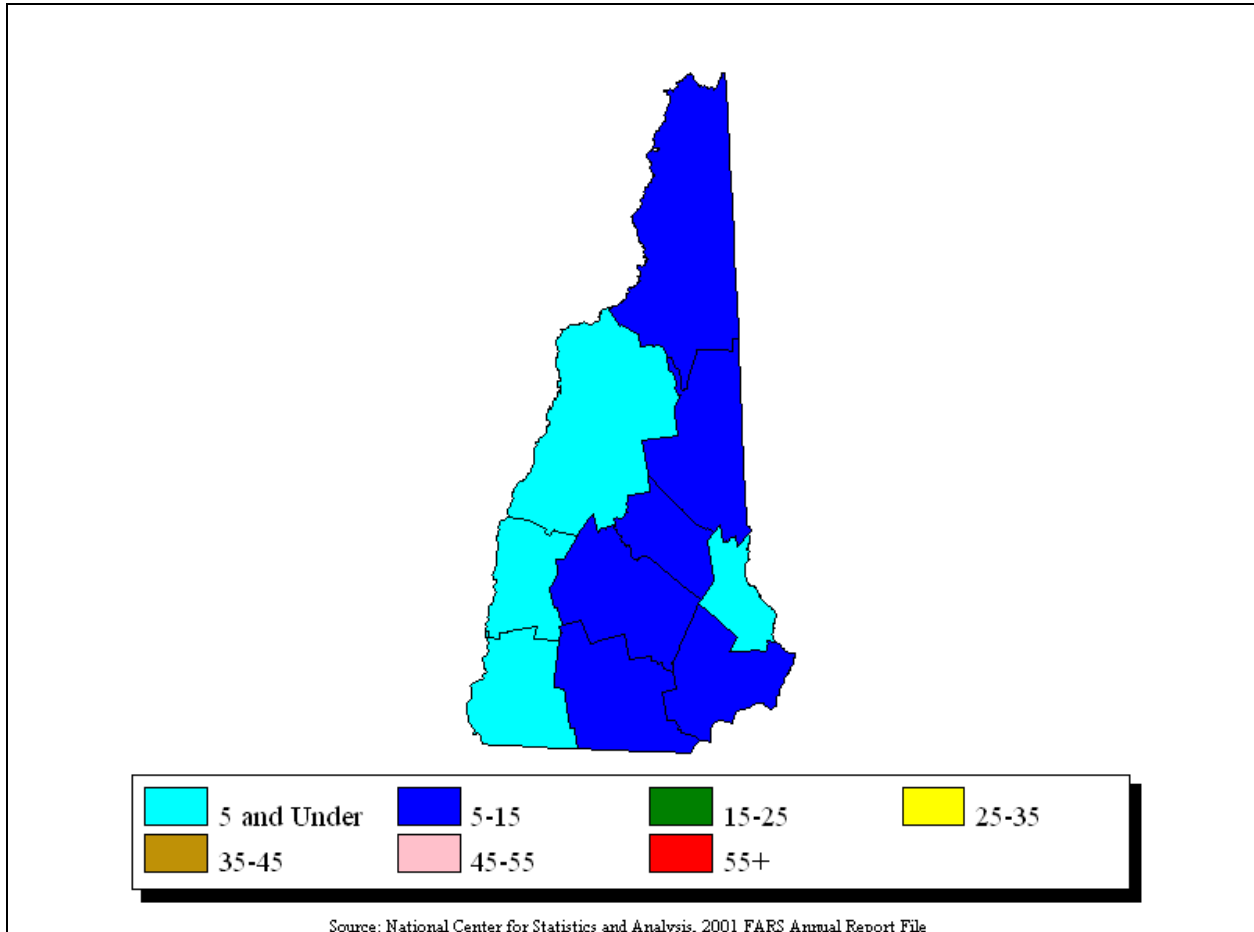 5 and Under 5-15 15-25 25-35
35-45 45-55 55+
Source: National Center for Statistics and Analysis, 2001 FARS Annual Report File